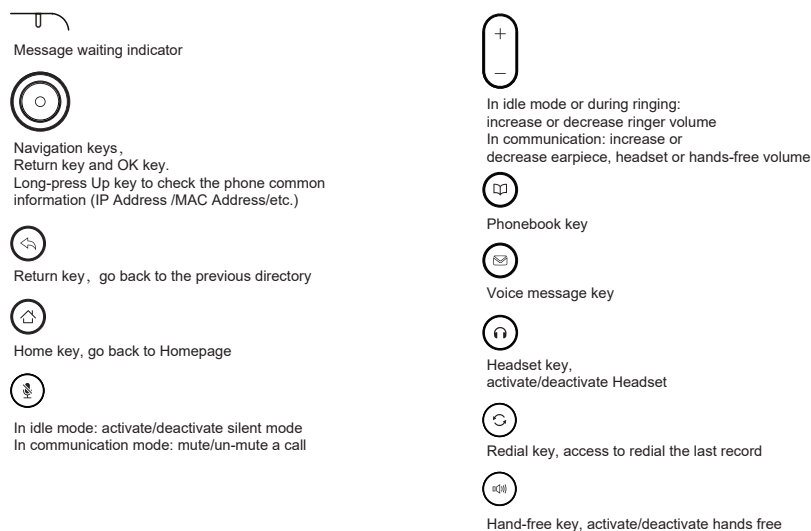 Message waiting indicator
Navigation keys，
Return key and OK key.
Long-press Up key to check the phone common
information (IP Address /MAC Address/etc.)
Return key， go back to the previous directory
Home key, go back to Homepage
In idle mode: activate/deactivate silent mode
In communication mode: mute/un-mute a call
+
—
In idle mode or during ringing:
increase or decrease ringer volume
In communication: increase or
decrease earpiece, headset or hands-free volume
Phonebook key
Voice message key
Headset key,
activate/deactivate Headset
Redial key, access to redial the last record
Hand-free key, activate/deactivate hands free